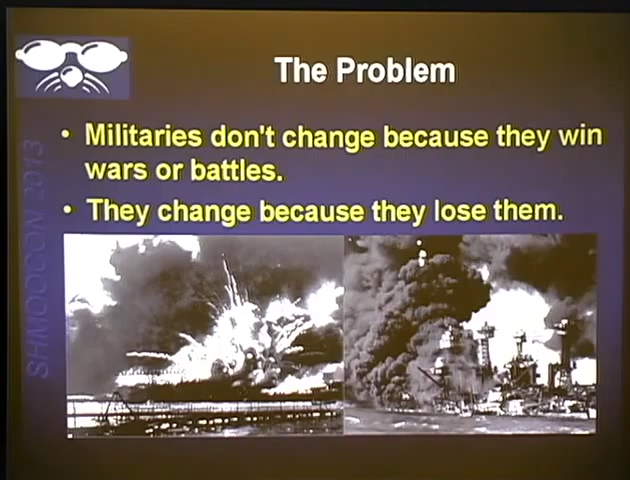 The Problem
• Militaries don't change because they win
wars or battles.
• They change because they lose them.
SHMOOCON 2013